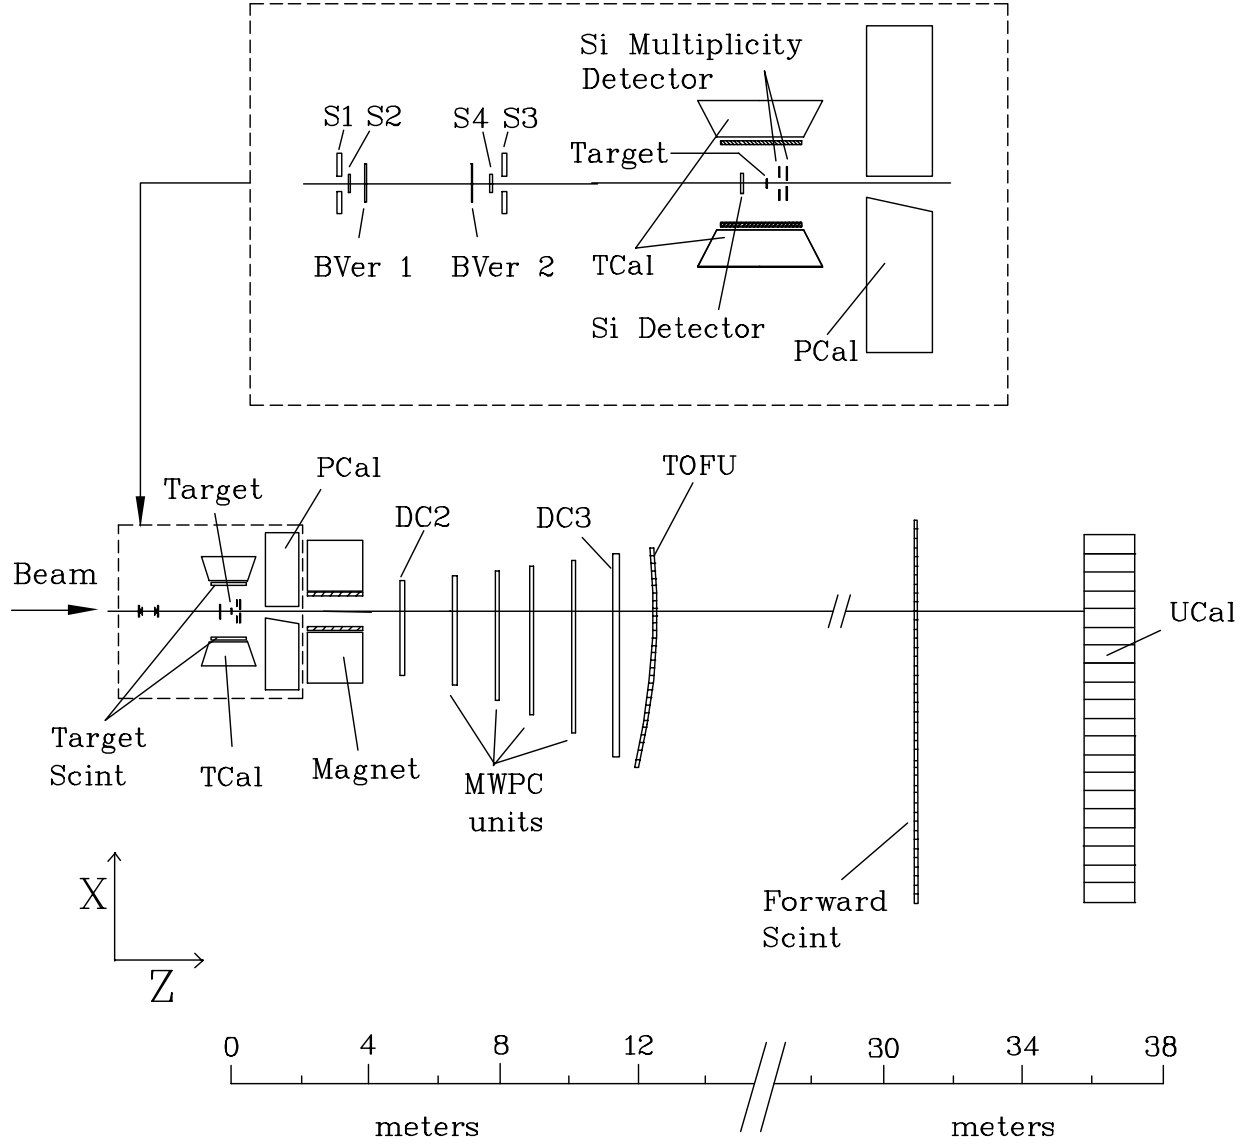 Si Multiplicity
Detector
S1 S2
S4 S3
Target
BVer 1
BVer 2
TCal
Si Detector
PCal
PCal
TOFU
Target
DC2
DC3
Beam
UCal
Target
Scint
TCal
Magnet
MWPC
units
Forward
Scint
X
Z
0 4 8 12 30 34 38
meters
meters